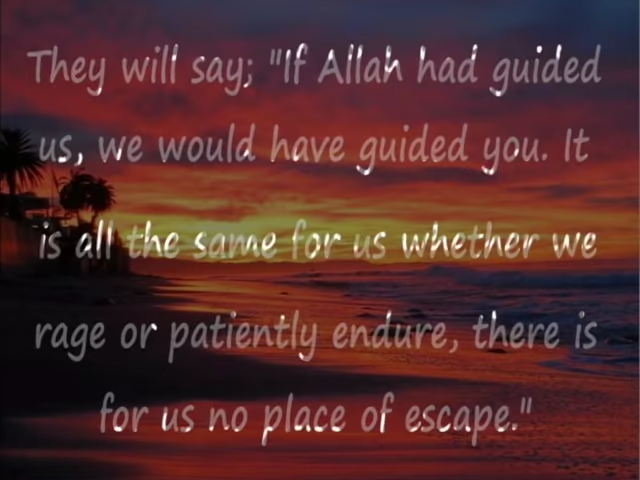 They will say; "If Allah had guided
us, we would have guided you. It
is all the same for us whether we
rage or patiently endure, there is
for us no place of escape."